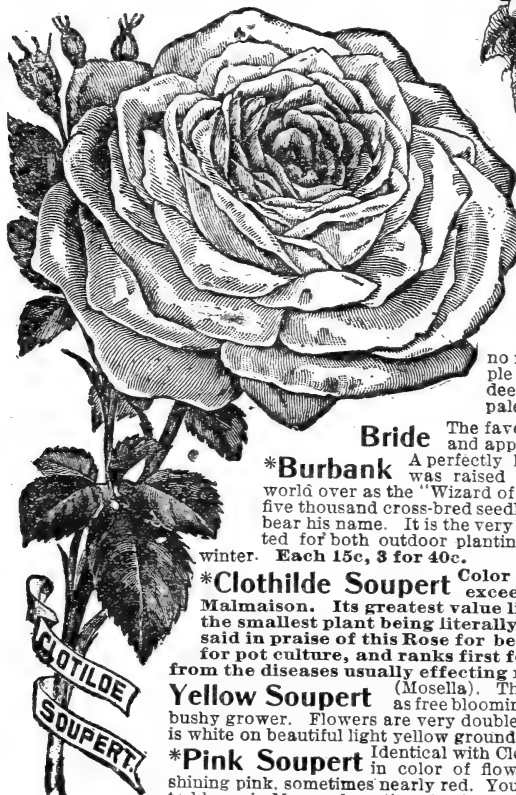 no
ple
dee
pale
Bride The favo
and app
*Burbank A perfectly
was raised
world over as the "Wizard of
five thousand cross-bred seedl
bear his name. It is the very
ted for both outdoor plantin
winter. Each 15c, 3 for 40c.
*Clothilde Soupert Color
excee
Malmaison. Its greatest value li
the smallest plant being literally
said in praise of this Rose for be
for pot culture, and ranks first fo
from the diseases usually effecting
Yellow Soupert (Mosella). Th
as free bloomin
bushy grower. Flowers are very double
is white on beautiful light yellow ground
*Pink Soupert Identical with Clo
in color of flow
shining pink, sometimes nearly red. You
CLOTILDE
SOUPERT.